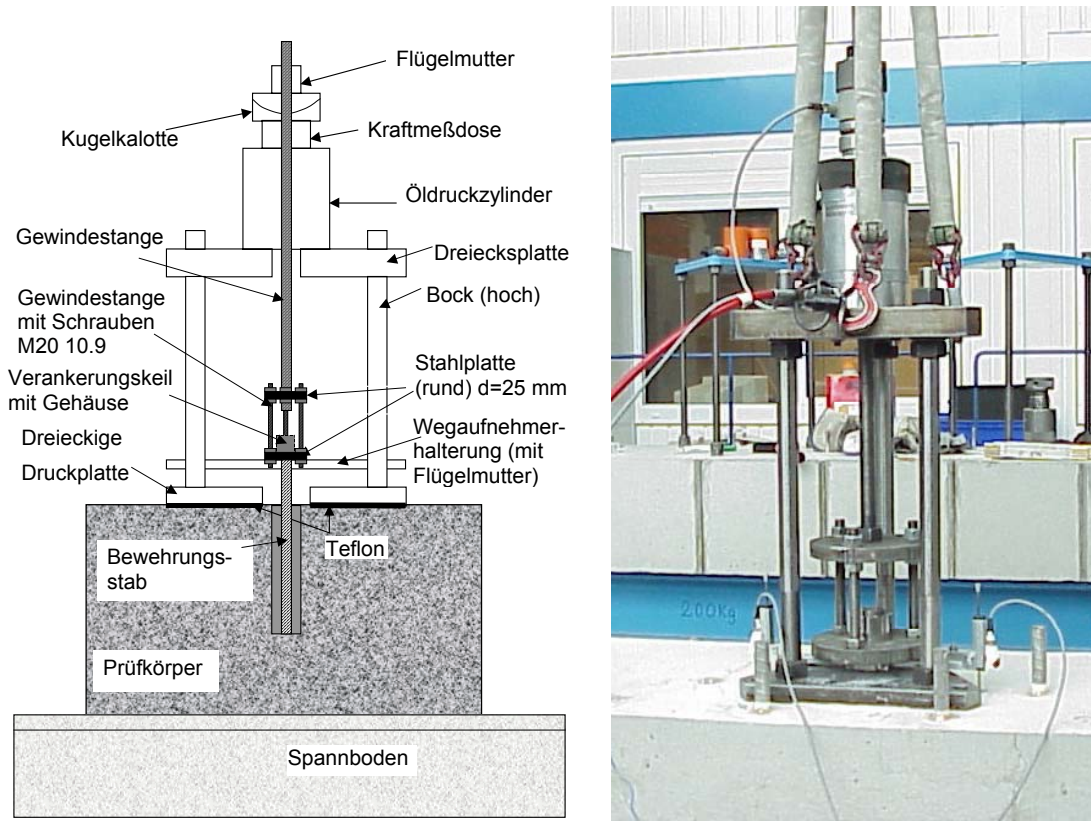 Flügelmutter
Kugelkalotte
Kraftmeßdose
Öldruckzylinder
Gewindestange
Dreiecksplatte
Gewindestange
mit Schrauben
M20 10.9
Bock (hoch)
Verankerungskeil
mit Gehäuse
Stahlplatte
(rund) d=25 mm
Dreieckige
Druckplatte
Wegaufnehmer-
halterung (mit
Flügelmutter)
Teflon
Bewehrungs-
stab
Prüfkörper
Spannboden
200Kg